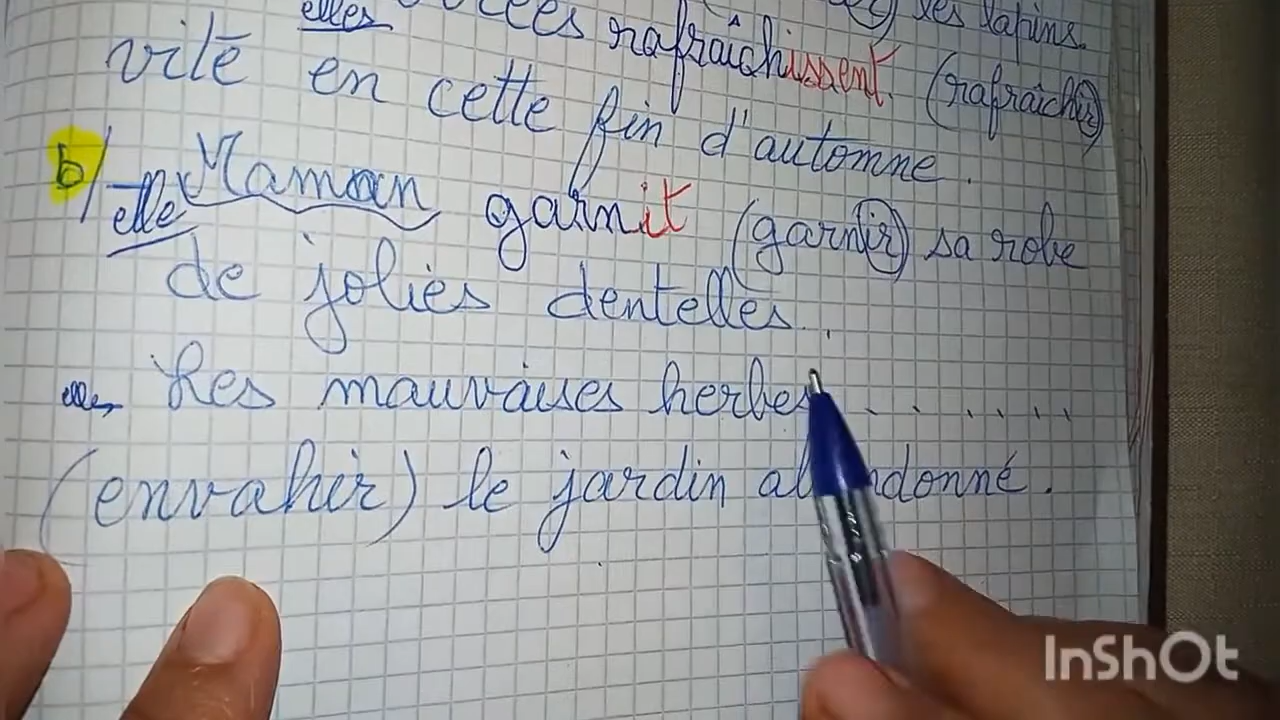 les lapins.
elles rafraîchissent. (rafraîchir)
vite en cette fin d'automne.
b/ elle Maman garnit (garnir) sa robe
de jolies dentelles.
elles Les mauvaises herbes . . . . . . .
(envahir) le jardin abandonné.
InShOt